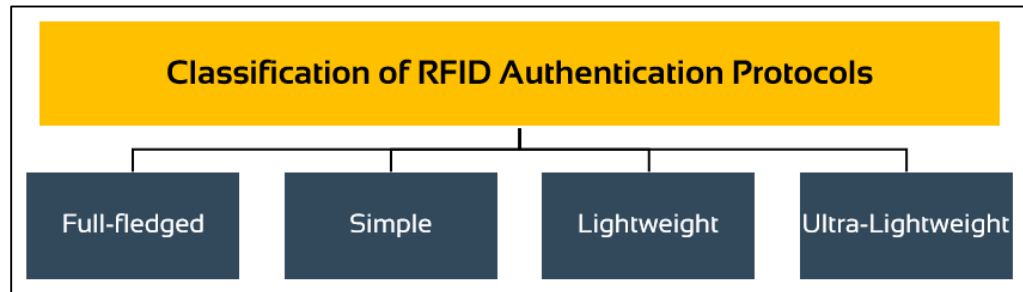 Classification of RFID Authentication Protocols
Full-fledged
Simple
Lightweight
Ultra-Lightweight